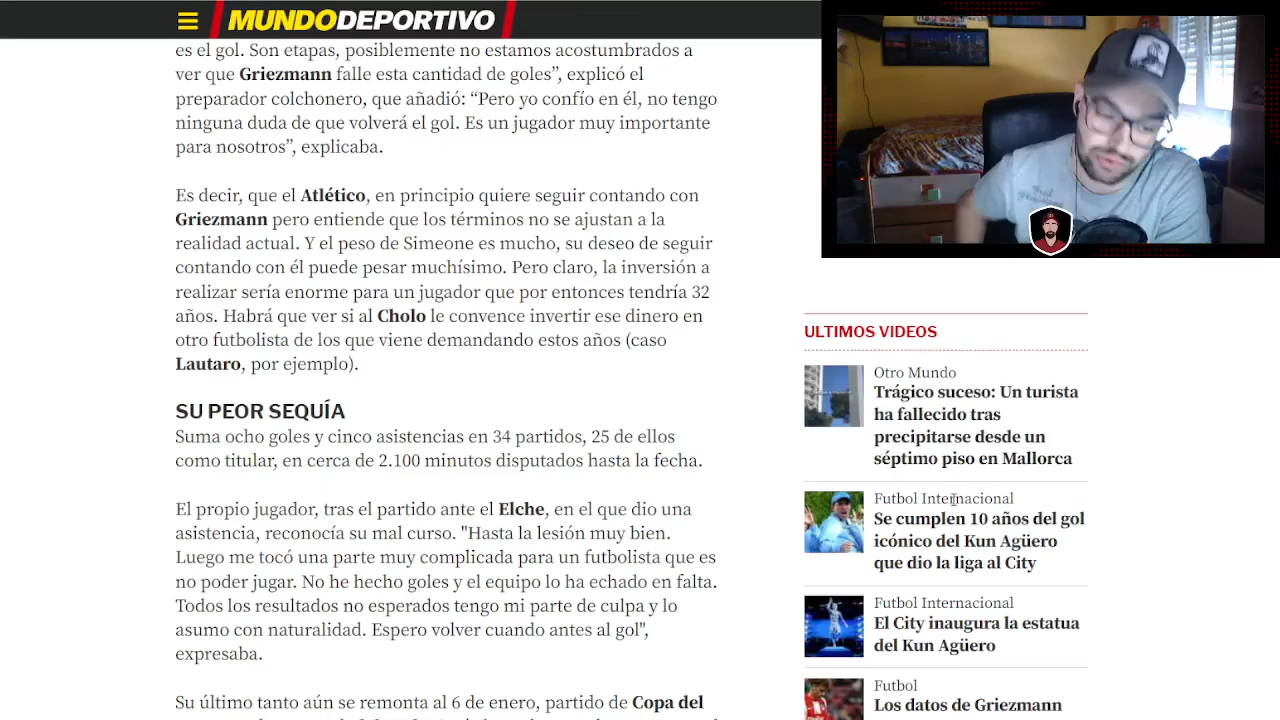 MUNDODEPORTIVO
es el gol. Son etapas, posiblemente no estamos acostumbrados a
ver que Griezmann falle esta cantidad de goles”, explicó el
preparador colchonero, que añadió: “Pero yo confío en él, no tengo
ninguna duda de que volverá el gol. Es un jugador muy importante
para nosotros”, explicaba.
Es decir, que el Atlético, en principio quiere seguir contando con
Griezmann pero entiende que los términos no se ajustan a la
realidad actual. Y el peso de Simeone es mucho, su deseo de seguir
contando con él puede pesar muchísimo. Pero claro, la inversión a
realizar sería enorme para un jugador que por entonces tendría 32
años. Habrá que ver si al Cholo le convence invertir ese dinero en
otro futbolista de los que viene demandando estos años (caso
Lautaro, por ejemplo).
SU PEOR SEQUÍA
Suma ocho goles y cinco asistencias en 34 partidos, 25 de ellos
como titular, en cerca de 2.100 minutos disputados hasta la fecha.
El propio jugador, tras el partido ante el Elche, en el que dio una
asistencia, reconocía su mal curso. "Hasta la lesión muy bien.
Luego me tocó una parte muy complicada para un futbolista que es
no poder jugar. No he hecho goles y el equipo lo ha echado en falta.
Todos los resultados no esperados tengo mi parte de culpa y lo
asumo con naturalidad. Espero volver cuando antes al gol",
expresaba.
Su último tanto aún se remonta al 6 de enero, partido de Copa del
ULTIMOS VIDEOS
Otro Mundo
Trágico suceso: Un turista
ha fallecido tras
precipitarse desde un
séptimo piso en Mallorca
Futbol Internacional
Se cumplen 10 años del gol
icónico del Kun Agüero
que dio la liga al City
Futbol Internacional
El City inaugura la estatua
del Kun Agüero
Futbol
Los datos de Griezmann